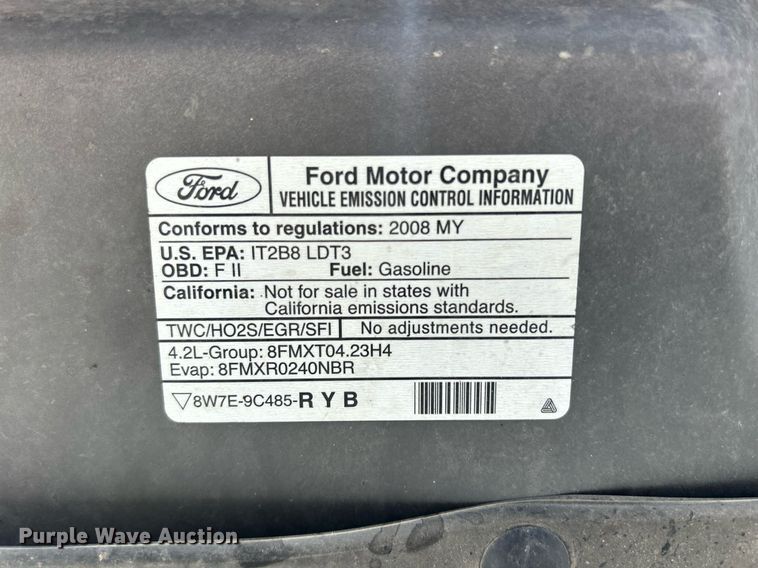 Ford
Ford Motor Company
VEHICLE EMISSION CONTROL INFORMATION
Conforms to regulations: 2008 MY
U.S. EPA: IT2B8 LDT3
OBD: F II Fuel: Gasoline
California: Not for sale in states with
California emissions standards.
TWC/HO2S/EGR/SFI No adjustments needed.
4.2L-Group: 8FMXT04.23H4
Evap: 8FMXR0240NBR
8W7E-9C485-R Y B
Purple Wave Auction